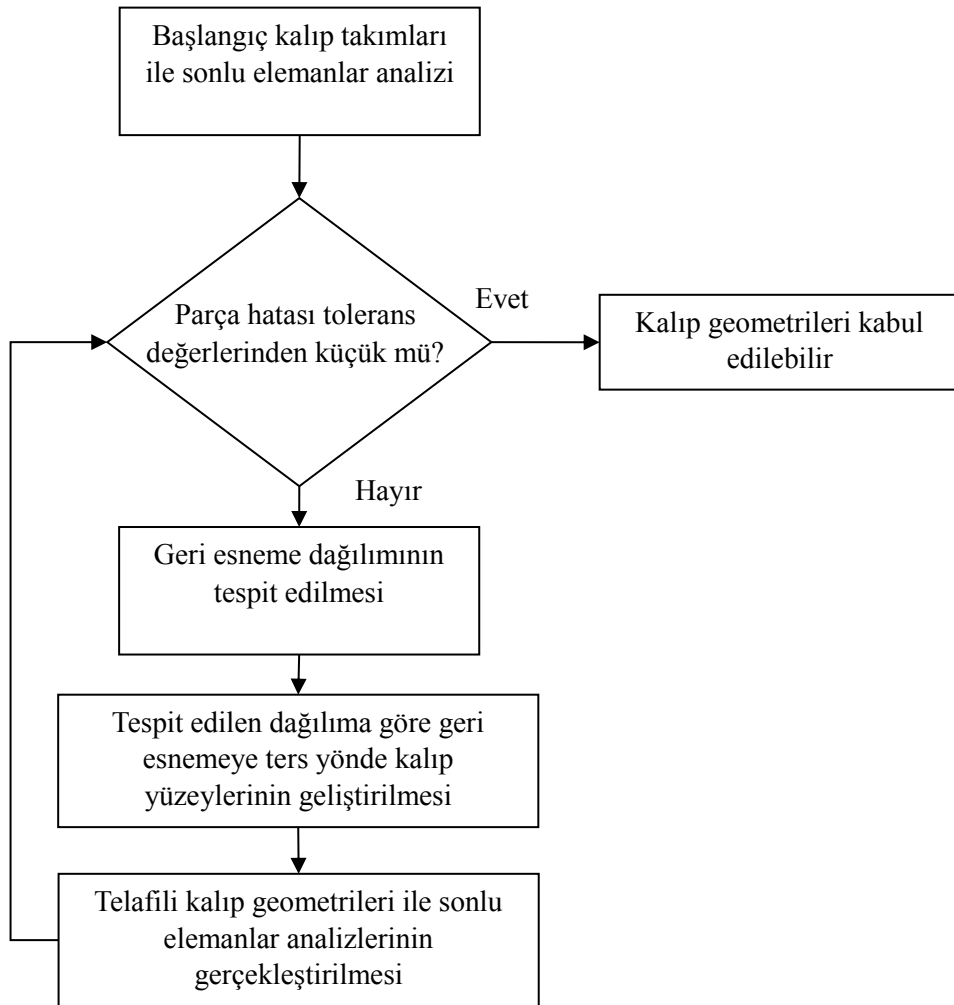 Başlangıç kalıp takımları
ile sonlu elemanlar analizi
Parça hatası tolerans
değerlerinden küçük mü?
Evet
Kalıp geometrileri kabul
edilebilir
Hayır
Geri esneme dağılımının
tespit edilmesi
Tespit edilen dağılıma göre geri
esnemeye ters yönde kalıp
yüzeylerinin geliştirilmesi
Telafili kalıp geometrileri ile sonlu
elemanlar analizlerinin
gerçekleştirilmesi